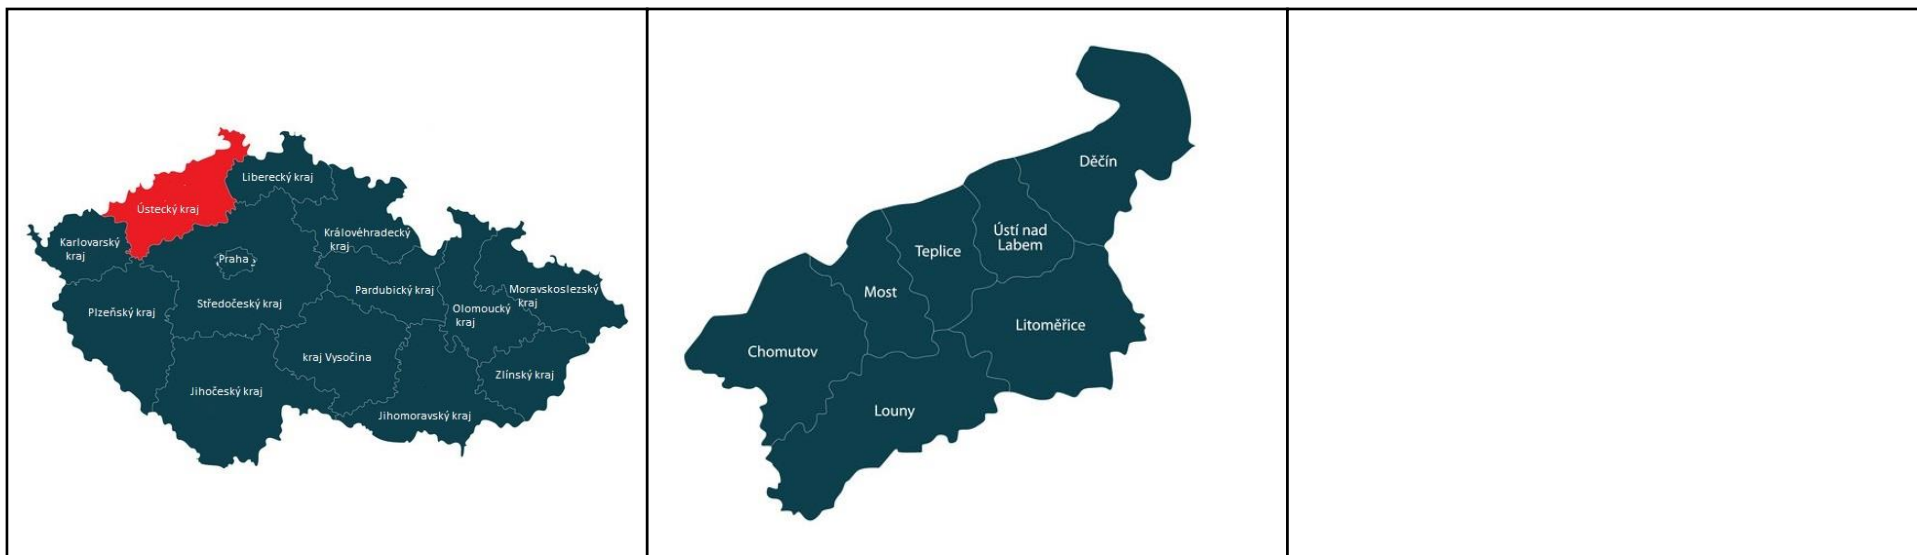 Liberecký kraj
Ústecký kraj
Karlovarský
kraj
Královéhradecký
kraj
Praha
Středočeský kraj
Pardubický kraj
Plzeňský kraj
Olomoucký
kraj
Moravskoslezský
kraj
kraj Vysočina
Zlínský kraj
Jihočeský kraj
Jihomoravský kraj
Děčín
Ústí nad
Labem
Teplice
Most
Litoměřice
Chomutov
Louny